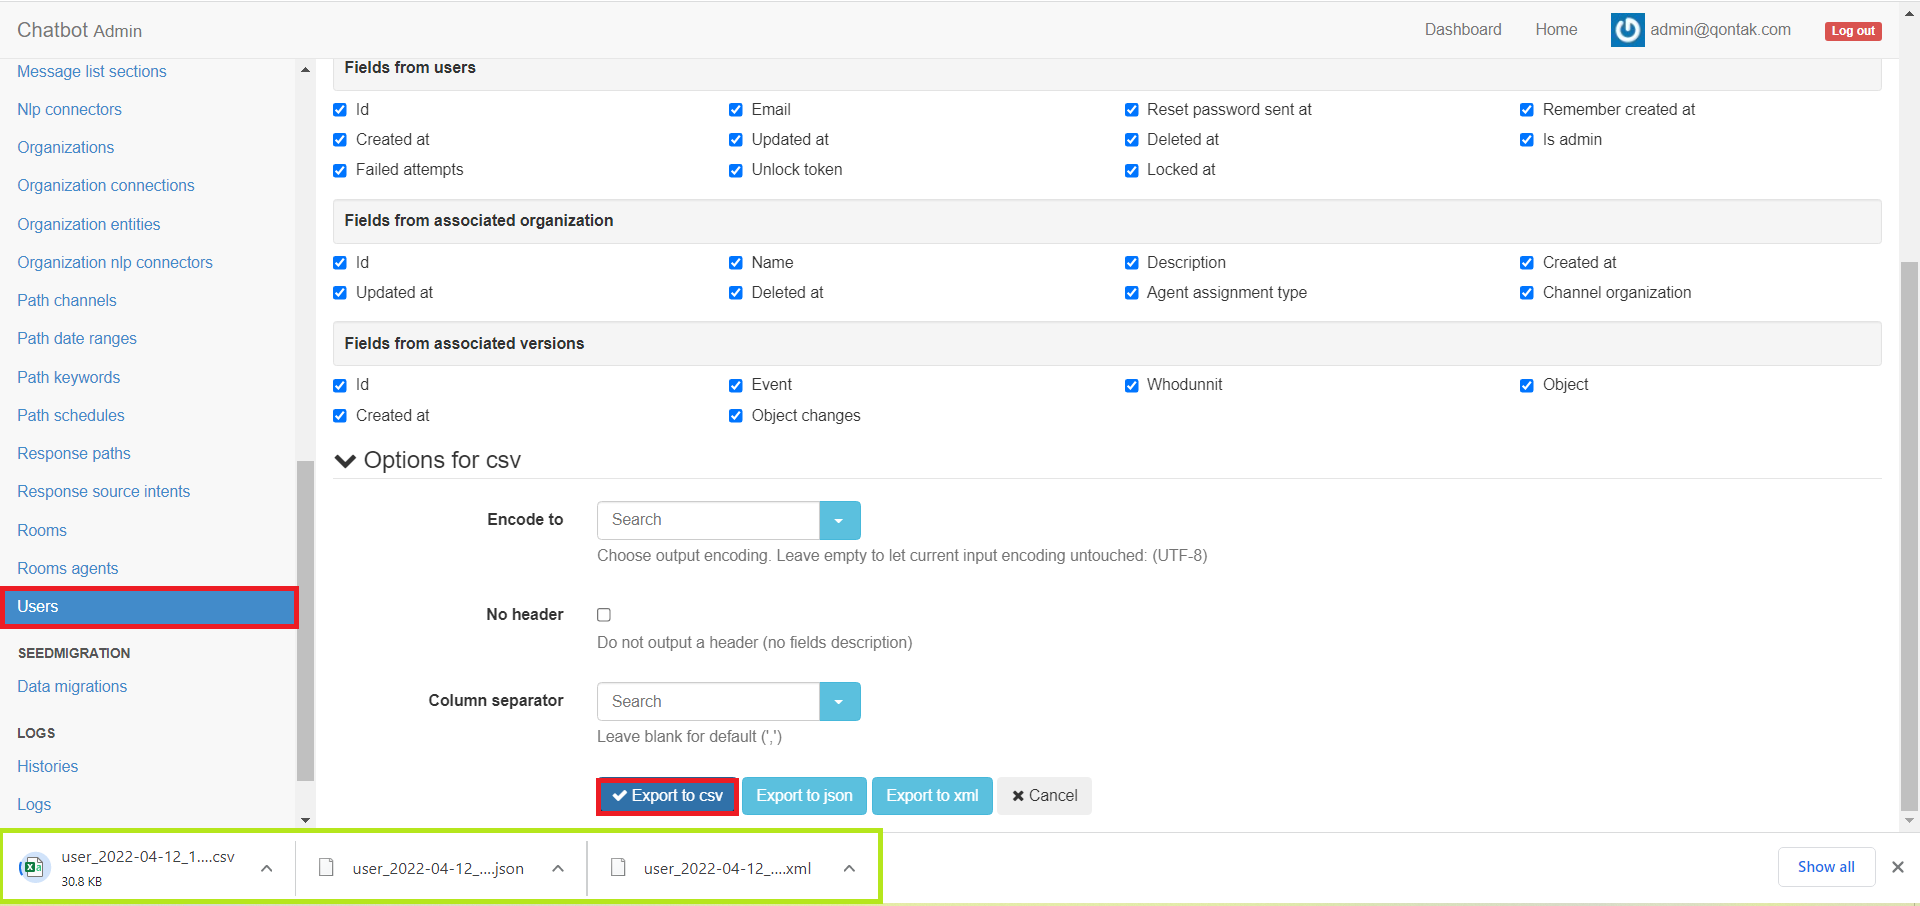 Chatbot Admin
Dashboard
Home
admin@qontak.com
Log out
Message list sections
Nlp connectors
Organizations
Organization connections
Organization entities
Organization nlp connectors
Path channels
Path date ranges
Path keywords
Path schedules
Response paths
Response source intents
Rooms
Rooms agents
Users
SEEDMIGRATION
Data migrations
LOGS
Histories
Logs
Fields from users
Id Email Reset password sent at Remember created at
Created at Updated at Deleted at Is admin
Failed attempts Unlock token Locked at
Fields from associated organization
Id Name Description Created at
Updated at Deleted at Agent assignment type Channel organization
Fields from associated versions
Id Event Whodunnit Object
Created at Object changes
Options for csv
Encode to Search
Choose output encoding. Leave empty to let current input encoding untouched: (UTF-8)
No header
Do not output a header (no fields description)
Column separator Search
Leave blank for default (',')
Export to csv Export to json Export to xml Cancel
user_2022-04-12_1....csv
30.8 KB
user_2022-04-12_....json
user_2022-04-12_....xml
Show all